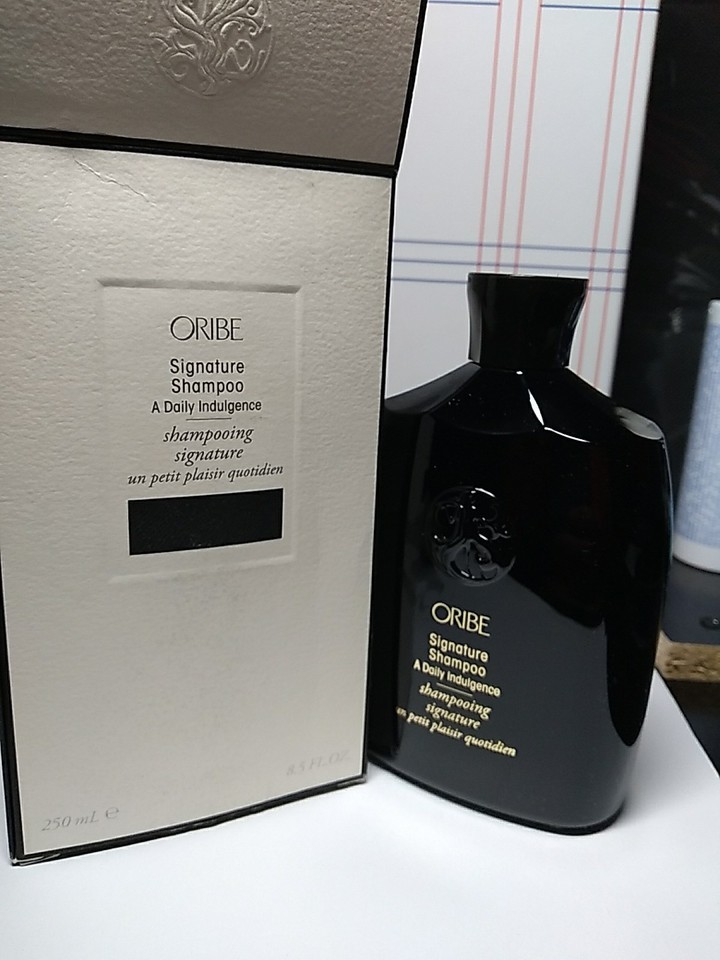 ORIBE
Signature
Shampoo
A Daily Indulgence
shampooing
signature
un petit plaisir quotidien
250 mL e
8.5 FL.OZ.
ORIBE
Signature
Shampoo
A Daily Indulgence
shampooing
signature
un petit plaisir quotidien